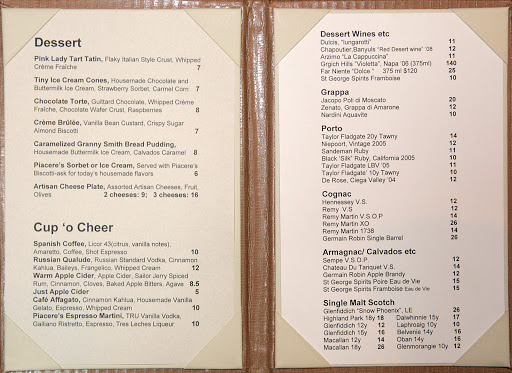 Dessert
Pink Lady Tart Tatin, Flaky Italian Style Crust, Whipped
Crème Fraîche 7
Tiny Ice Cream Cones, Housemade Chocolate and
Buttermilk Ice Cream, Strawberry Sorbet, Carmel Corn 7
Chocolate Torte, Guittard Chocolate, Whipped Crème
Fraîche, Chocolate Wafer Crust, Raspberries 8
Crème Brûlée, Vanilla Bean Custard, Crispy Sugar
Almond Biscotti 7
Caramelized Granny Smith Bread Pudding,
Housemade Buttermilk Ice Cream, Calvados Caramel 8
Piacere's Sorbet or Ice Cream, Served with Piacere's
Biscotti-ask for today's housemade flavors 6
Artisan Cheese Plate, Assorted Artisan Cheeses, Fruit,
Olives 2 cheeses: 9; 3 cheeses: 16
Cup 'o Cheer
Spanish Coffee, Licor 43(citrus, vanilla notes),
Amaretto, Coffee, Shot Espresso 10
Russian Qualude, Russian Standard Vodka, Cinnamon
Kahlua, Baileys, Frangelico, Whipped Cream 12
Warm Apple Cider, Apple Cider, Sailor Jerry Spiced
Rum, Cinnamon, Cloves, Baked Apple Bitters, Agave 8.5
Just Apple Cider 5
Café Affagato, Cinnamon Kahlua, Housemade Vanilla
Gelato, Espresso, Whipped Cream 10
Piacere's Espresso Martini, TRU Vanilla Vodka,
Galliano Ristretto, Espresso, Tres Leches Liqueur 10
Dessert Wines etc
Dulcis, "lungarotti" 11
Chapoutier,Banyuls "Red Desert wine' '08 12
Arzimo "La Cappuccina" 11
Grgich Hills "Violetta", Napa '06 (375ml) 140
Far Niente "Dolce " 375 ml $120 25
St George Spirits Framboise 10
Grappa
Jacopo Poli di Moscato 20
Zenato, Grappa di Amarone 12
Nardini Aquavite 10
Porto
Taylor Fladgate 20y Tawny 14
Niepoort, Vintage 2005 12
Sandeman Ruby 11
Black 'Silk' Ruby, California 2005 10
Taylor Fladgate LBV '05 11
Taylor Fladgate' 10y Tawny 10
De Rose, Ciega Valley '04 12
Cognac
Hennessey V.S. 12
Remy V.S 12
Remy Martin V.S.O.P 14
Remy Martin XO 26
Remy Martin 1738 14
Germain Robin Single Barrel 26
Armagnac/ Calvados etc
Sempe V.S.O.P. 12
Chateau Du Tariquet V.S. 14
Germain Robin Apple Brandy 12
St George Spirits Poire Eau de Vie 15
St George Spirits Framboise Eau de Vie 15
Single Malt Scotch
Glenfiddich "Snow Phoenix", LE 26
Highland Park 18y 18 Dalwhinnie 15y 17
Glenfiddich 12y 12 Laphroaig 10y 10
Glenfiddich 15y 16 Belvenie 14y 16
Macallan 12y 14 Oban 14y 16
Macallan 18y 26 Glenmorangie 10y 12